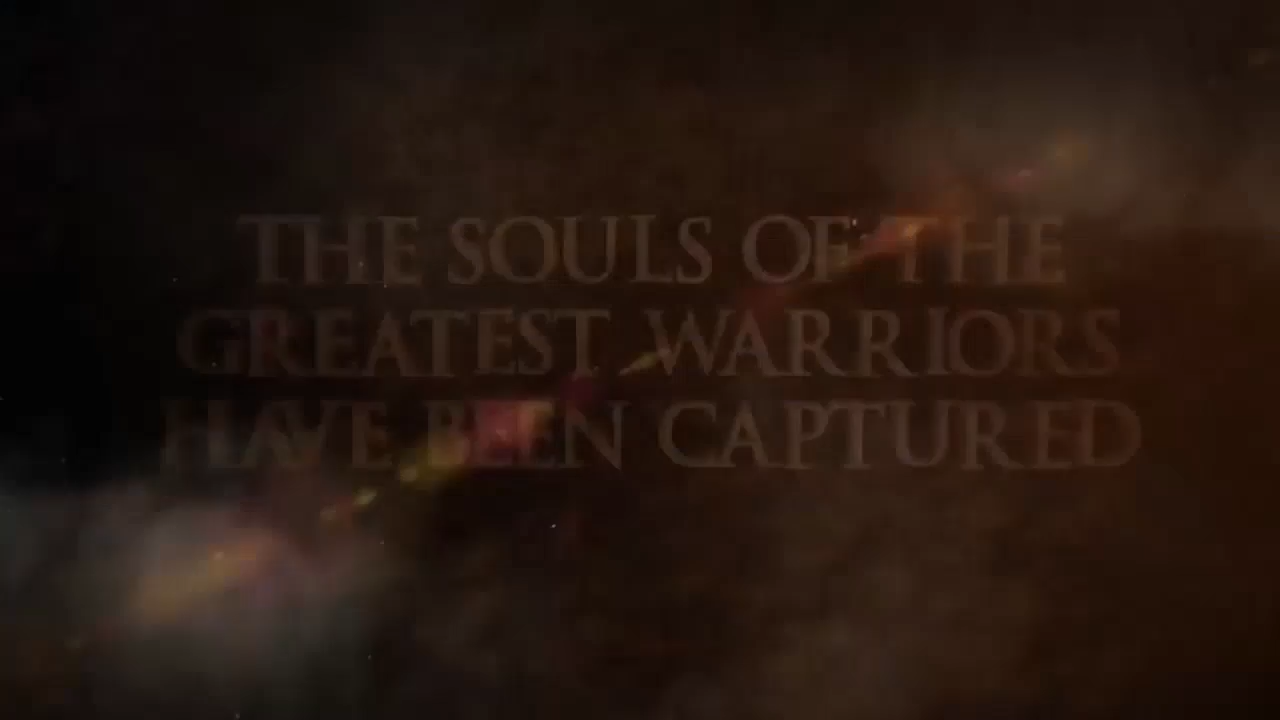 THE SOULS OF THE
GREATEST WARRIORS
HAVE BEEN CAPTURED